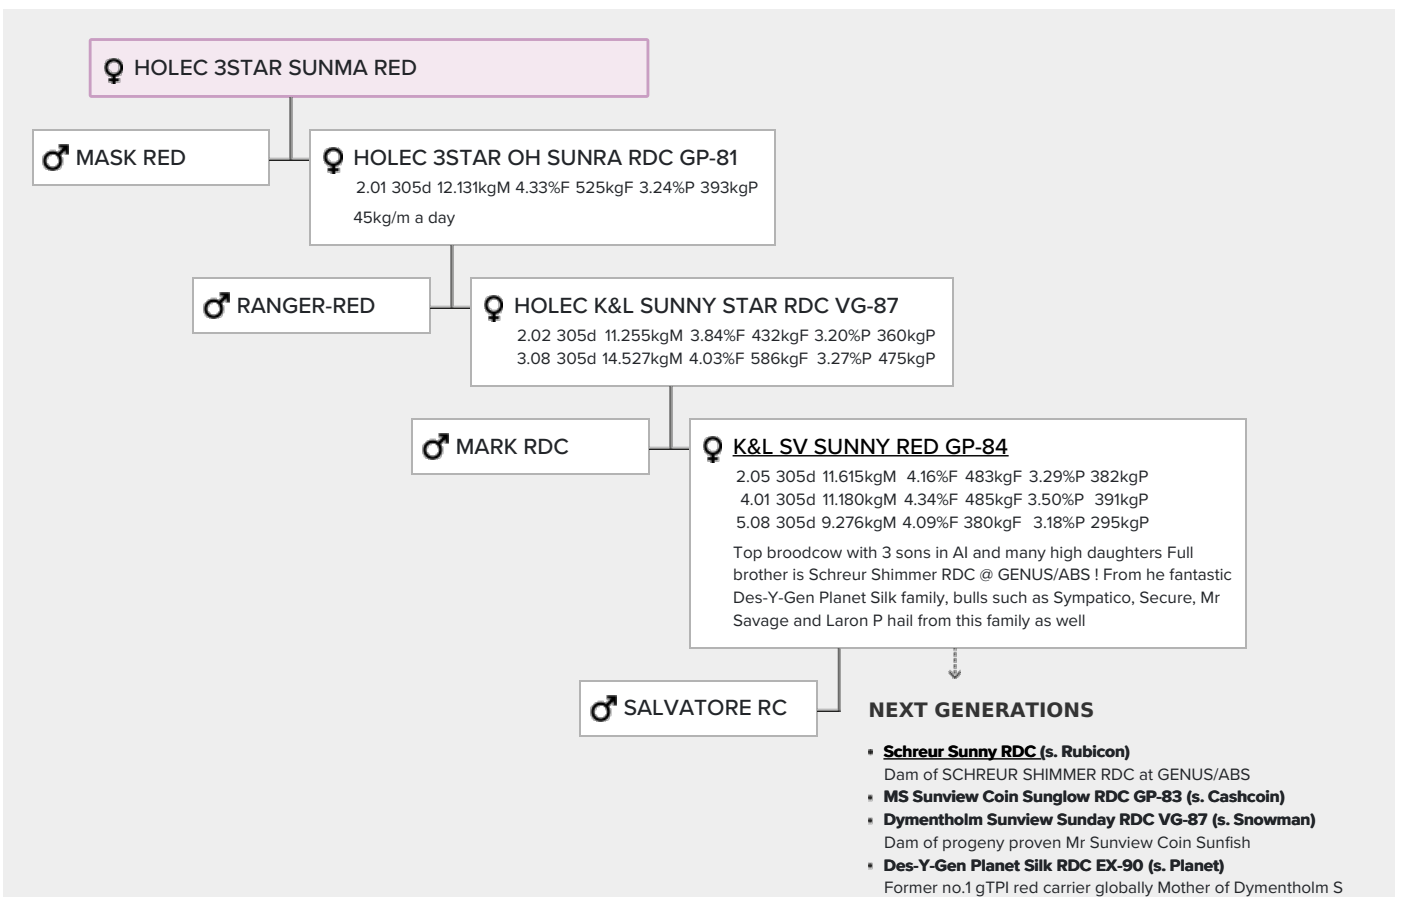 HOLEC 3STAR SUNMA RED
MASK RED
HOLEC 3STAR OH SUNRA RDC GP-81
2.01 305d 12.131kgM 4.33%F 525kgF 3.24%P 393kgP
45kg/m a day
RANGER-RED
HOLEC K&L SUNNY STAR RDC VG-87
2.02 305d 11.255kgM 3.84%F 432kgF 3.20%P 360kgP
3.08 305d 14.527kgM 4.03%F 586kgF 3.27%P 475kgP
MARK RDC
K&L SV SUNNY RED GP-84
2.05 305d 11.615kgM 4.16%F 483kgF 3.29%P 382kgP
4.01 305d 11.180kgM 4.34%F 485kgF 3.50%P 391kgP
5.08 305d 9.276kgM 4.09%F 380kgF 3.18%P 295kgP
Top broodcow with 3 sons in AI and many high daughters Full
brother is Schreur Shimmer RDC @ GENUS/ABS ! From he fantastic
Des-Y-Gen Planet Silk family, bulls such as Sympatico, Secure, Mr
Savage and Laron P hail from this family as well
SALVATORE RC
NEXT GENERATIONS
Schreur Sunny RDC (s. Rubicon)
Dam of SCHREUR SHIMMER RDC at GENUS/ABS
MS Sunview Coin Sunglow RDC GP-83 (s. Cashcoin)
Dymentholm Sunview Sunday RDC VG-87 (s. Snowman)
Dam of progeny proven Mr Sunview Coin Sunfish
Des-Y-Gen Planet Silk RDC EX-90 (s. Planet)
Former no.1 gTPI red carrier globally Mother of Dymentholm S